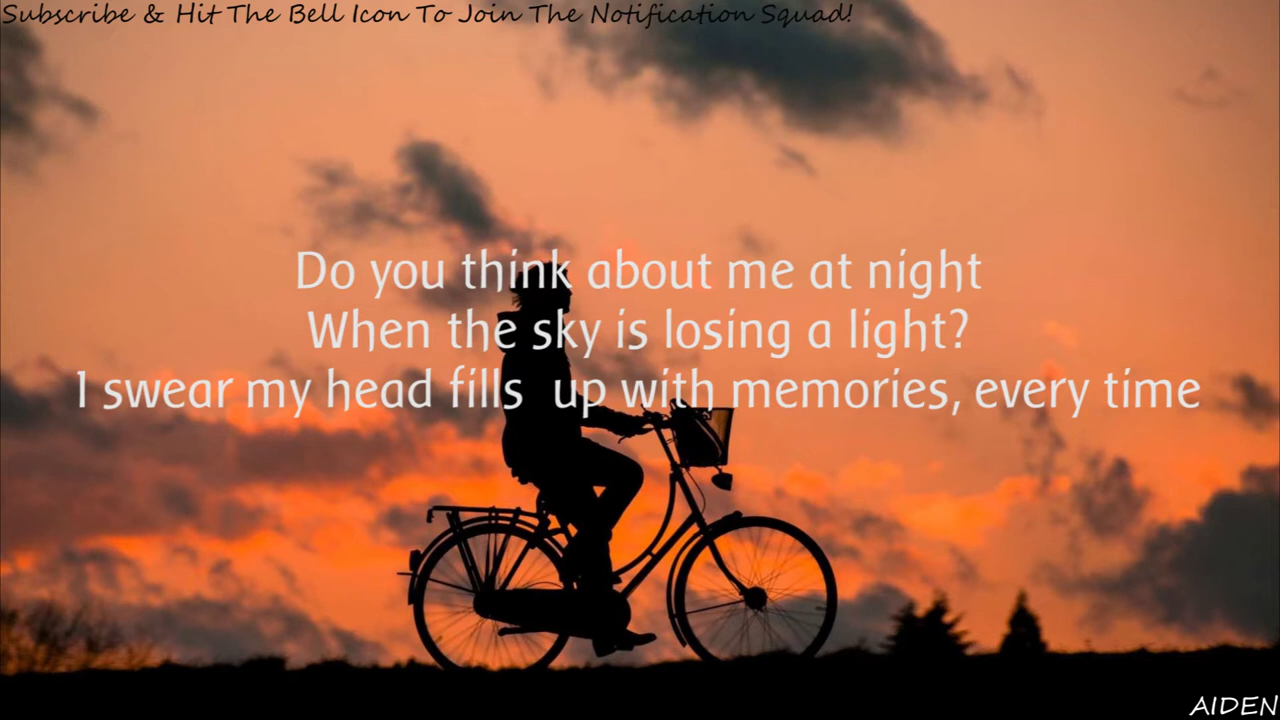 Subscribe & Hit The Bell Icon To Join The Notification Squad!
Do you think about me at night
When the sky is losing a light?
I swear my head fills  up with memories, every time
AIDEN